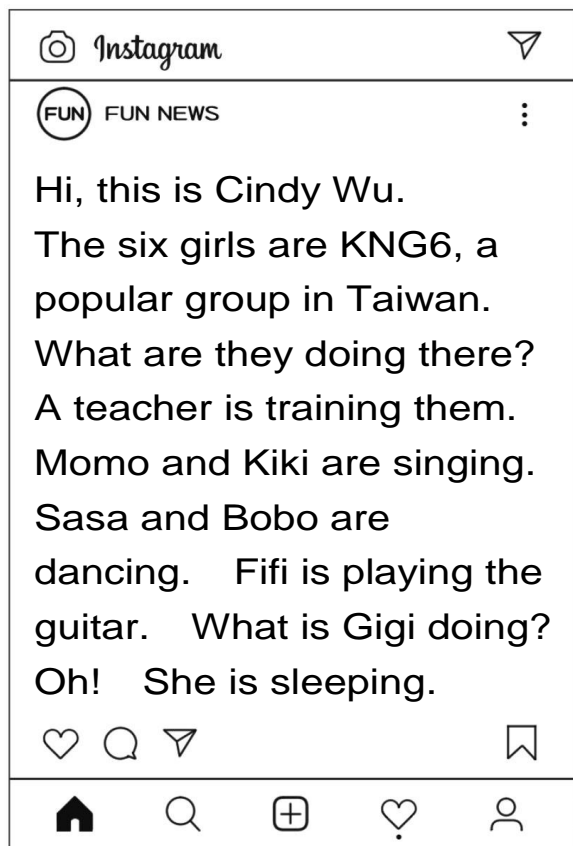 Instagram
FUN FUN NEWS
Hi, this is Cindy Wu.
The six girls are KNG6, a
popular group in Taiwan.
What are they doing there?
A teacher is training them.
Momo and Kiki are singing.
Sasa and Bobo are
dancing. Fifi is playing the
guitar. What is Gigi doing?
Oh! She is sleeping.